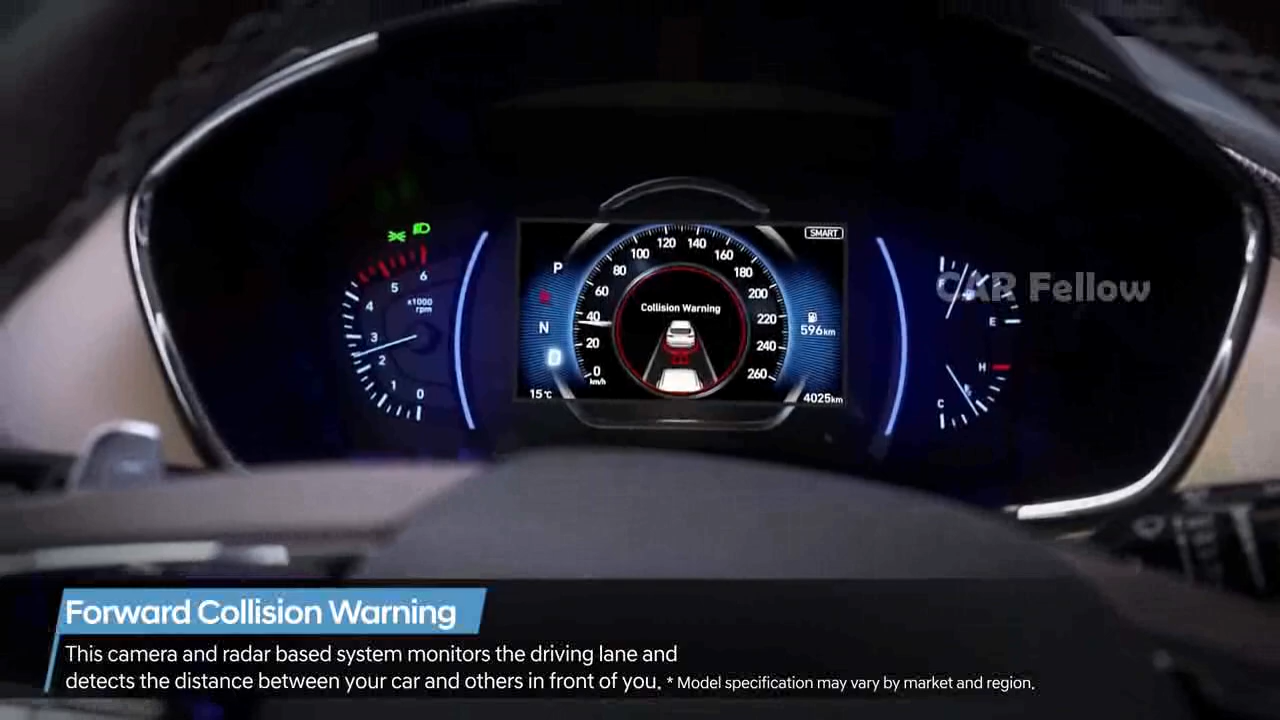 SMART
CAR Fellow
120 140
100 160
80 180
60 200
40 220
20 240
0 260
km/h
Collision Warning
P
N
D
15℃
596km
4025km
6
5
4
x1000
rpm
3
2
1
0
E
H
C
Forward Collision Warning
This camera and radar based system monitors the driving lane and
detects the distance between your car and others in front of you. * Model specification may vary by market and region.